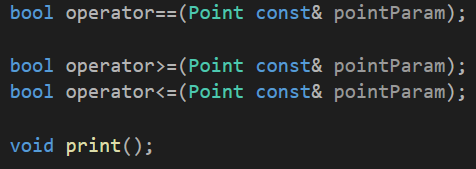 bool operator==(Point const& pointParam);
bool operator>=(Point const& pointParam);
bool operator<=(Point const& pointParam);
void print();